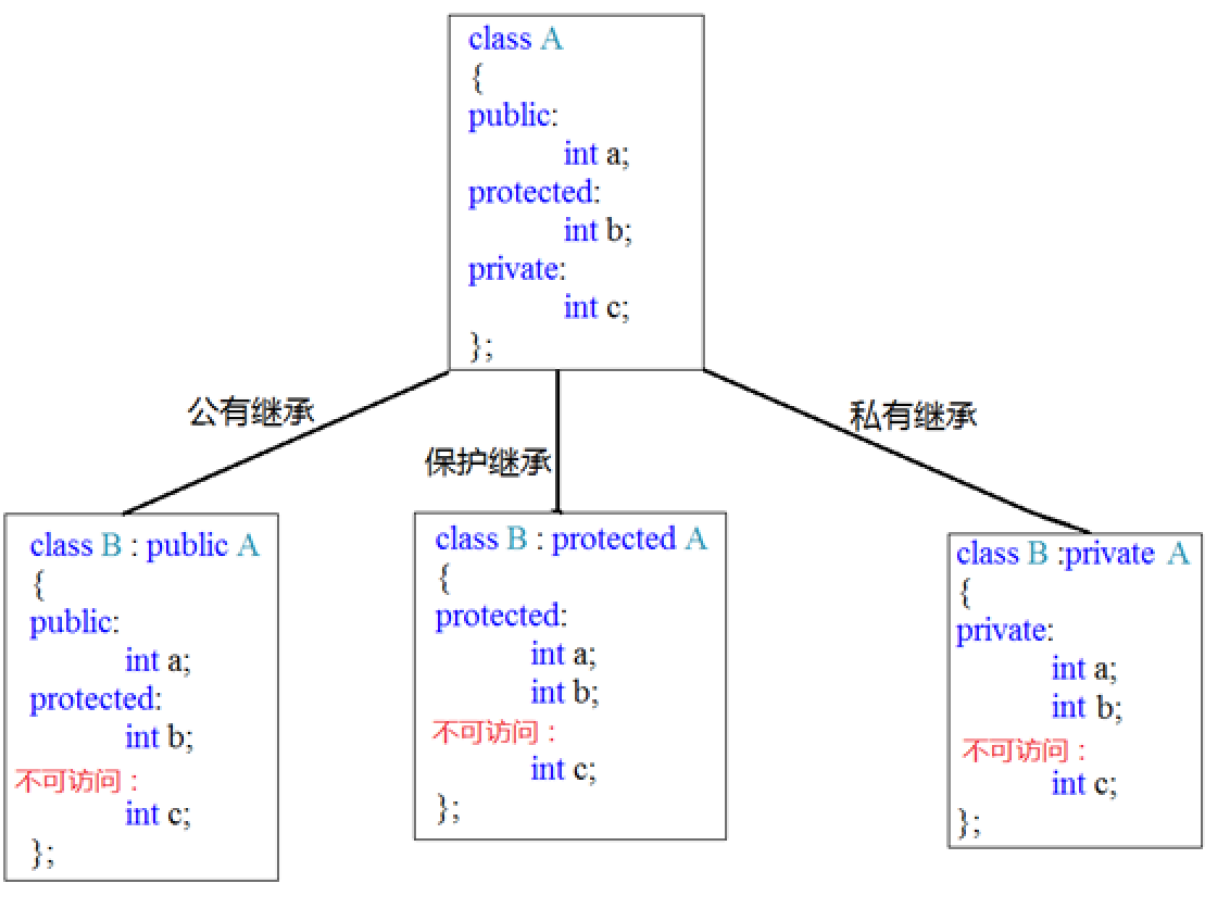 class A
{
public:
int a;
protected:
int b;
private:
int c;
};
公有继承
保护继承
私有继承
class B : public A
{
public:
int a;
protected:
int b;
不可访问：
int c;
};
class B : protected A
{
protected:
int a;
int b;
不可访问：
int c;
};
class B :private A
{
private:
int a;
int b;
不可访问：
int c;
};